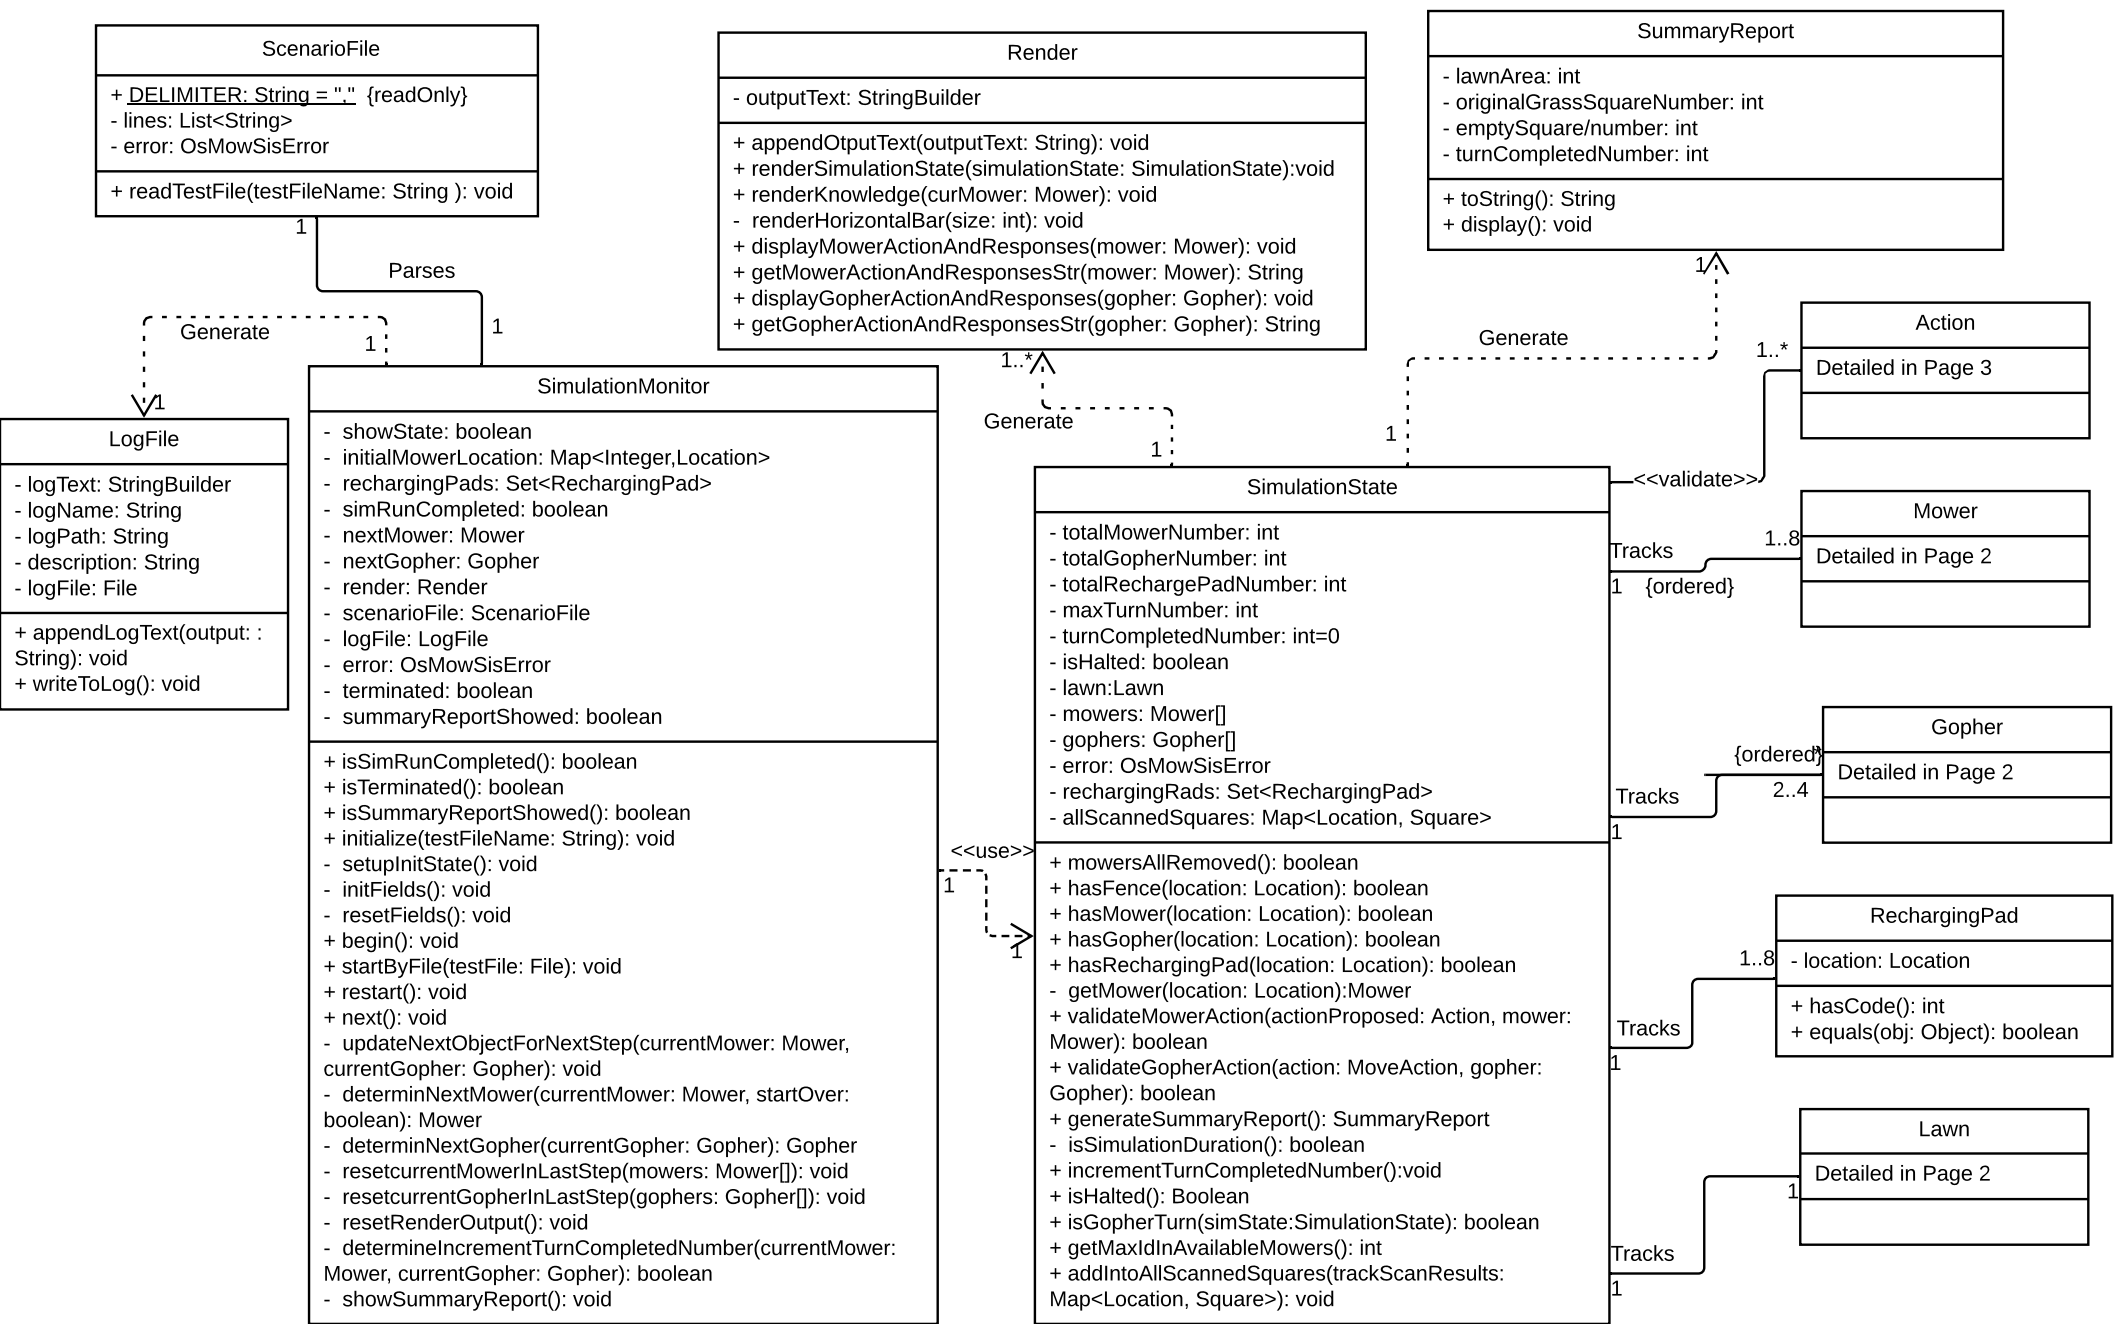 ScenarioFile
+ DELIMITER: String = "," {readOnly}
- lines: List<String>
- error: OsMowSisError
+ readTestFile(testFileName: String ): void
1
Parses
1
Generate
1
1
LogFile
- logText: StringBuilder
- logName: String
- logPath: String
- description: String
- logFile: File
+ appendLogText(output: :
String): void
+ writeToLog(): void
SimulationMonitor
- showState: boolean
- initialMowerLocation: Map<Integer,Location>
- rechargingPads: Set<RechargingPad>
- simRunCompleted: boolean
- nextMower: Mower
- nextGopher: Gopher
- render: Render
- scenarioFile: ScenarioFile
- logFile: LogFile
- error: OsMowSisError
- terminated: boolean
- summaryReportShowed: boolean
+ isSimRunCompleted(): boolean
+ isTerminated(): boolean
+ isSummaryReportShowed(): boolean
+ initialize(testFileName: String): void
- setupInitState(): void
- initFields(): void
- resetFields(): void
+ begin(): void
+ startByFile(testFile: File): void
+ restart(): void
+ next(): void
- updateNextObjectForNextStep(currentMower: Mower,
currentGopher: Gopher): void
- determinNextMower(currentMower: Mower, startOver:
boolean): Mower
- determinNextGopher(currentGopher: Gopher): Gopher
- resetcurrentMowerInLastStep(mowers: Mower[]): void
- resetcurrentGopherInLastStep(gophers: Gopher[]): void
- resetRenderOutput(): void
- determineIncrementTurnCompletedNumber(currentMower:
Mower, currentGopher: Gopher): boolean
- showSummaryReport(): void
Render
- outputText: StringBuilder
+ appendOtputText(outputText: String): void
+ renderSimulationState(simulationState: SimulationState):void
+ renderKnowledge(curMower: Mower): void
- renderHorizontalBar(size: int): void
+ displayMowerActionAndResponses(mower: Mower): void
+ getMowerActionAndResponsesStr(mower: Mower): String
+ displayGopherActionAndResponses(gopher: Gopher): void
+ getGopherActionAndResponsesStr(gopher: Gopher): String
1..*
Generate
1
<<use>>
1
1
SummaryReport
- lawnArea: int
- originalGrassSquareNumber: int
- emptySquare/number: int
- turnCompletedNumber: int
+ toString(): String
+ display(): void
1
Generate
1
SimulationState
- totalMowerNumber: int
- totalGopherNumber: int
- totalRechargePadNumber: int
- maxTurnNumber: int
- turnCompletedNumber: int=0
- isHalted: boolean
- lawn:Lawn
- mowers: Mower[]
- gophers: Gopher[]
- error: OsMowSisError
- rechargingRads: Set<RechargingPad>
- allScannedSquares: Map<Location, Square>
+ mowersAllRemoved(): boolean
+ hasFence(location: Location): boolean
+ hasMower(location: Location): boolean
+ hasGopher(location: Location): boolean
+ hasRechargingPad(location: Location): boolean
- getMower(location: Location):Mower
+ validateMowerAction(actionProposed: Action, mower:
Mower): boolean
+ validateGopherAction(action: MoveAction, gopher:
Gopher): boolean
+ generateSummaryReport(): SummaryReport
- isSimulationDuration(): boolean
+ incrementTurnCompletedNumber():void
+ isHalted(): Boolean
+ isGopherTurn(simState:SimulationState): boolean
+ getMaxIdInAvailableMowers(): int
+ addIntoAllScannedSquares(trackScanResults:
Map<Location, Square>): void
Action
Detailed in Page 3
1..*
<<validate>>
Mower
Detailed in Page 2
1..8
Tracks
1 {ordered}
Gopher
Detailed in Page 2
{ordered}
2..4
Tracks
1
RechargingPad
- location: Location
+ hasCode(): int
+ equals(obj: Object): boolean
1..8
Tracks
1
Lawn
Detailed in Page 2
1
Tracks
1